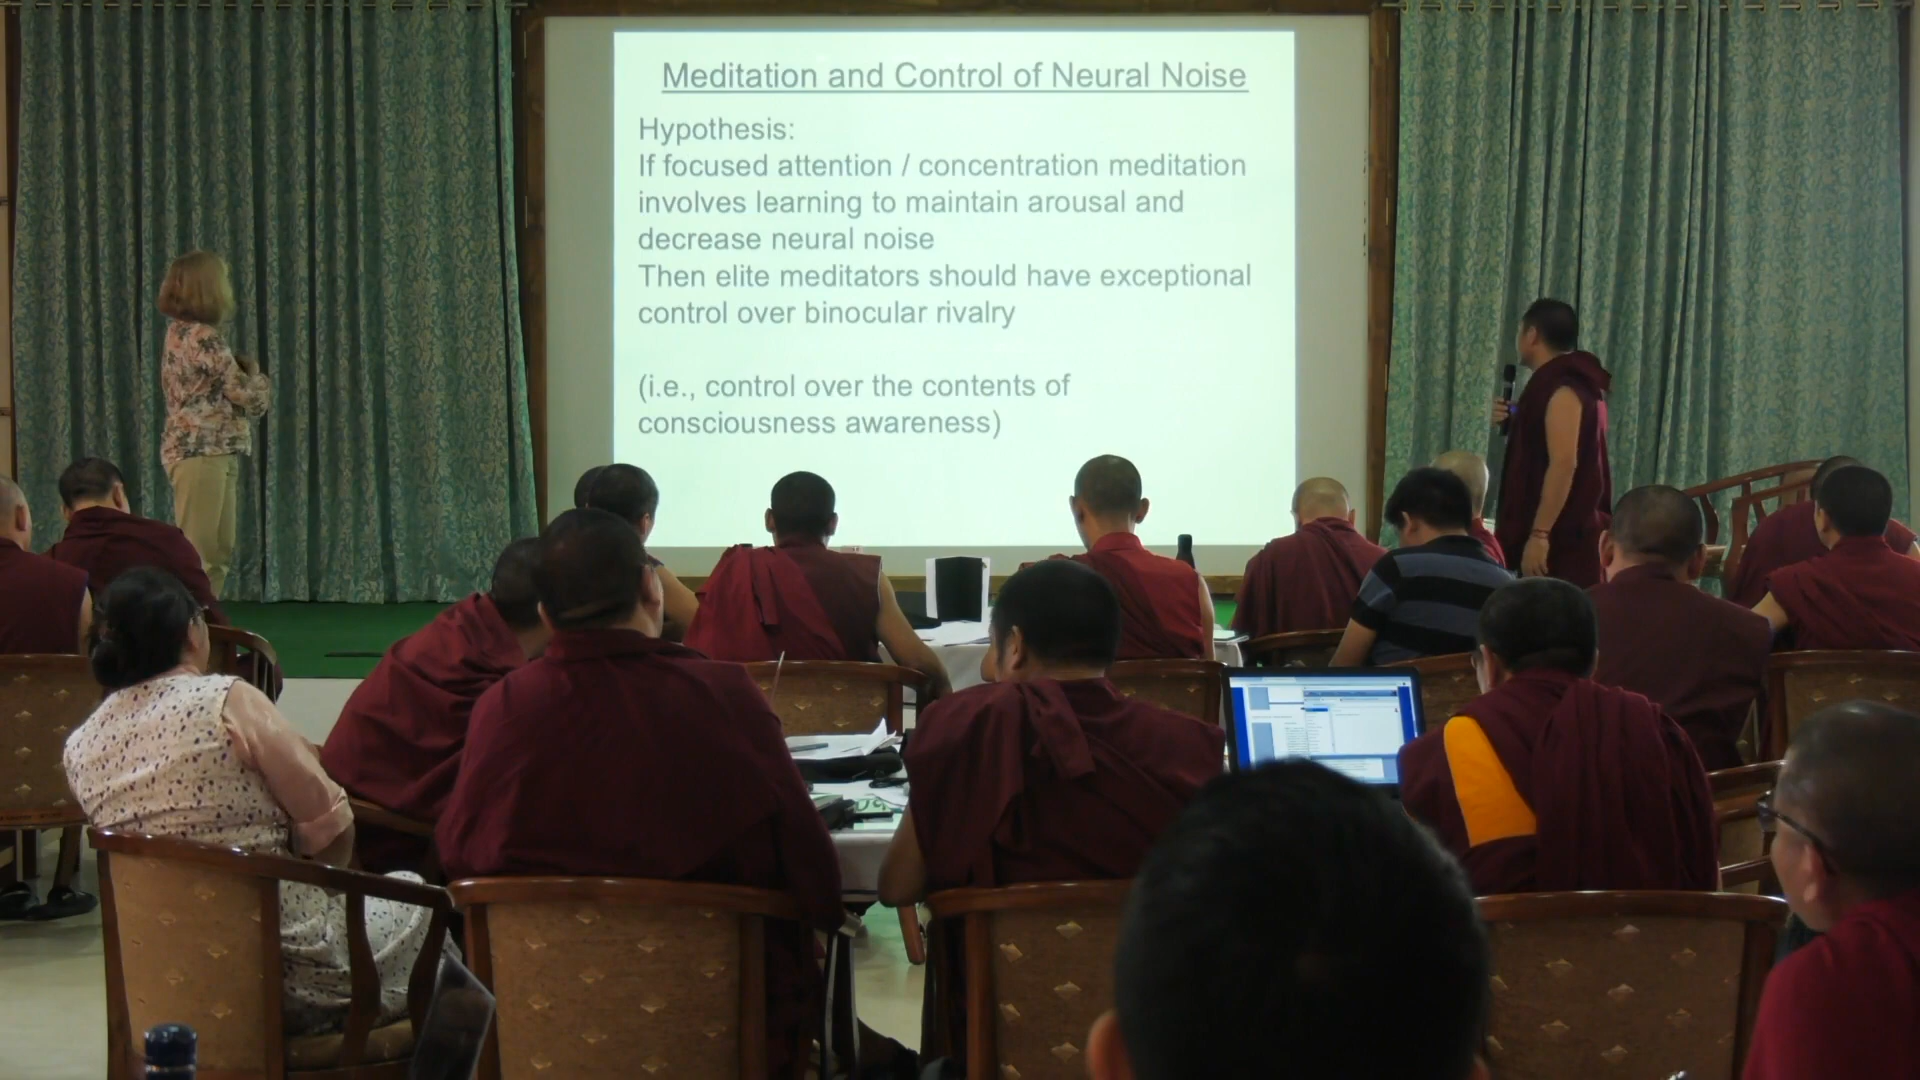 Meditation and Control of Neural Noise
Hypothesis:
If focused attention / concentration meditation
involves learning to maintain arousal and
decrease neural noise
Then elite meditators should have exceptional
control over binocular rivalry
(i.e., control over the contents of
consciousness awareness)